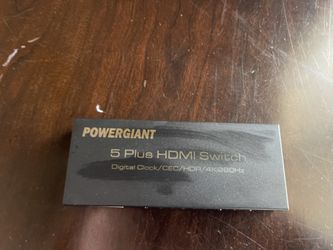 POWERGIANT
5 Plus HDMI Switch
Digital Clock/CEC/HDR/4K@60Hz